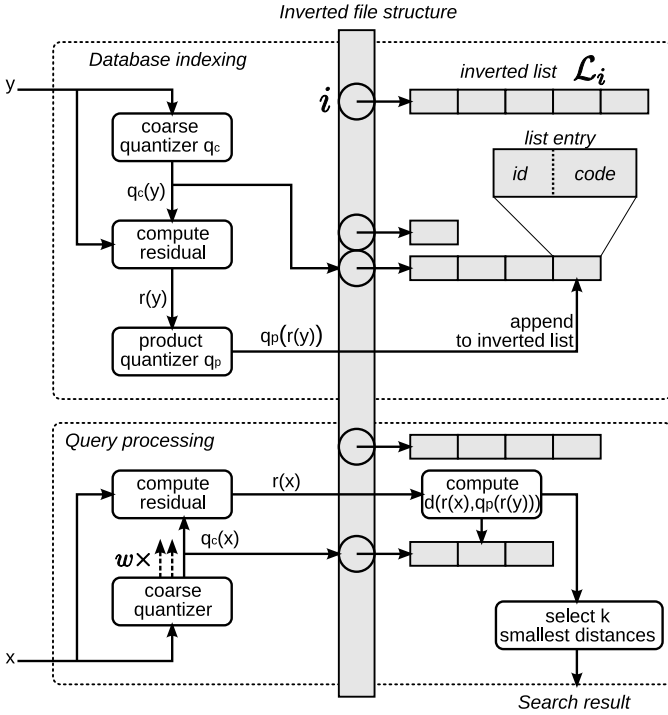 Inverted file structure
Database indexing
y
i
inverted list 𝓛i
coarse
quantizer qc
list entry
id
code
qc(y)
compute
residual
r(y)
product
quantizer qp
qp(r(y))
append
to inverted list
Query processing
compute
residual
r(x)
compute
d(r(x),qp(r(y)))
w×
qc(x)
coarse
quantizer
select k
smallest distances
x
Search result